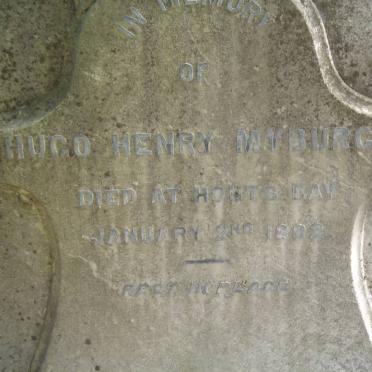 IN MEMORY
OF
HUGO HENRY MYBURG
DIED AT HOUTS BAY
JANUARY 2ND
REST IN PEACE